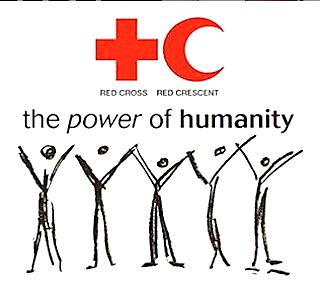 RED CROSS RED CRESCENT
the power of humanity